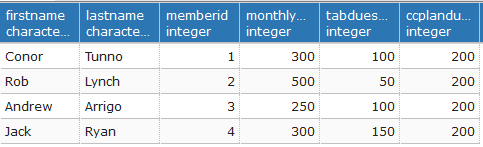 firstname lastname memberid monthly... tabdues... ccplandu...
characte... characte... integer integer integer integer
Conor Tunno 1 300 100 200
Rob Lynch 2 500 50 200
Andrew Arrigo 3 250 100 200
Jack Ryan 4 300 150 200